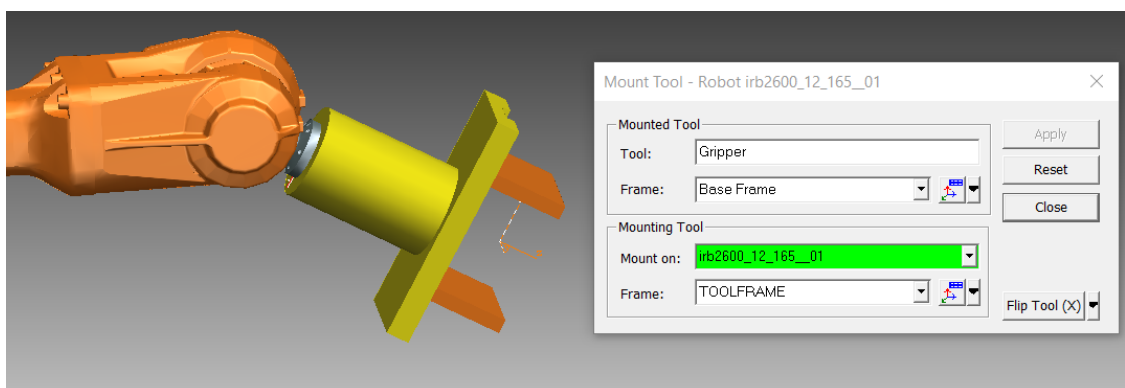 Mount Tool - Robot irb2600_12_165__01
Mounted Tool
Tool: Gripper
Frame: Base Frame
Mounting Tool
Mount on: irb2600_12_165__01
Frame: TOOLFRAME
Apply
Reset
Close
Flip Tool (X)